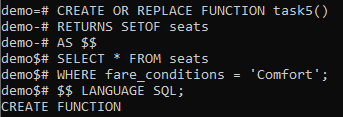 demo=# CREATE OR REPLACE FUNCTION task5()
demo-# RETURNS SETOF seats
demo-# AS $$
demo$# SELECT * FROM seats
demo$# WHERE fare_conditions = 'Comfort';
demo$# $$ LANGUAGE SQL;
CREATE FUNCTION